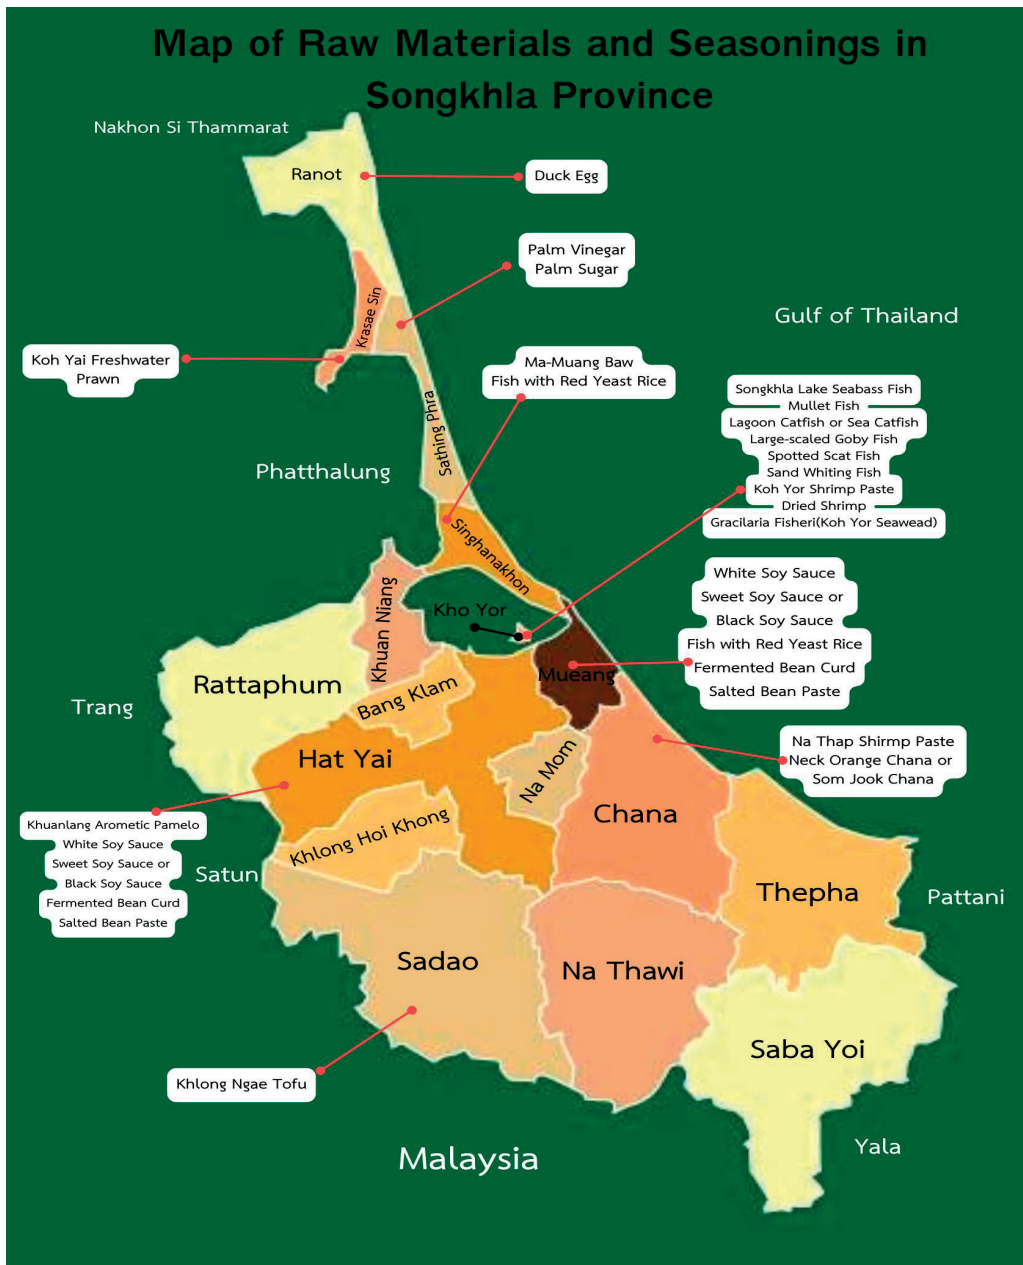 Map of Raw Materials and Seasonings in
Songkhla Province
Nakhon Si Thammarat
Ranot
Duck Egg
Palm Vinegar
Palm Sugar
Krasae Sin
Gulf of Thailand
Koh Yai Freshwater
Prawn
Ma-Muang Baw
Fish with Red Yeast Rice
Sathing Phra
Songkhla Lake Seabass Fish
Mullet Fish
Lagoon Catfish or Sea Catfish
Large-scaled Goby Fish
Spotted Scat Fish
Sand Whiting Fish
Koh Yor Shrimp Paste
Dried Shrimp
Gracilaria Fisheri(Koh Yor Seawead)
Phatthalung
Singhanakhon
Khuan Niang
Kho Yor
White Soy Sauce
Sweet Soy Sauce or
Black Soy Sauce
Fish with Red Yeast Rice
Fermented Bean Curd
Salted Bean Paste
Mueang
Rattaphum
Bang Klam
Trang
Hat Yai
Na Mom
Na Thap Shirmp Paste
Neck Orange Chana or
Som Jook Chana
Chana
Khuanlang Arometic Pamelo
White Soy Sauce
Sweet Soy Sauce or
Black Soy Sauce
Fermented Bean Curd
Salted Bean Paste
Khlong Hoi Khong
Satun
Thepha
Pattani
Sadao
Na Thawi
Saba Yoi
Khlong Ngae Tofu
Malaysia
Yala